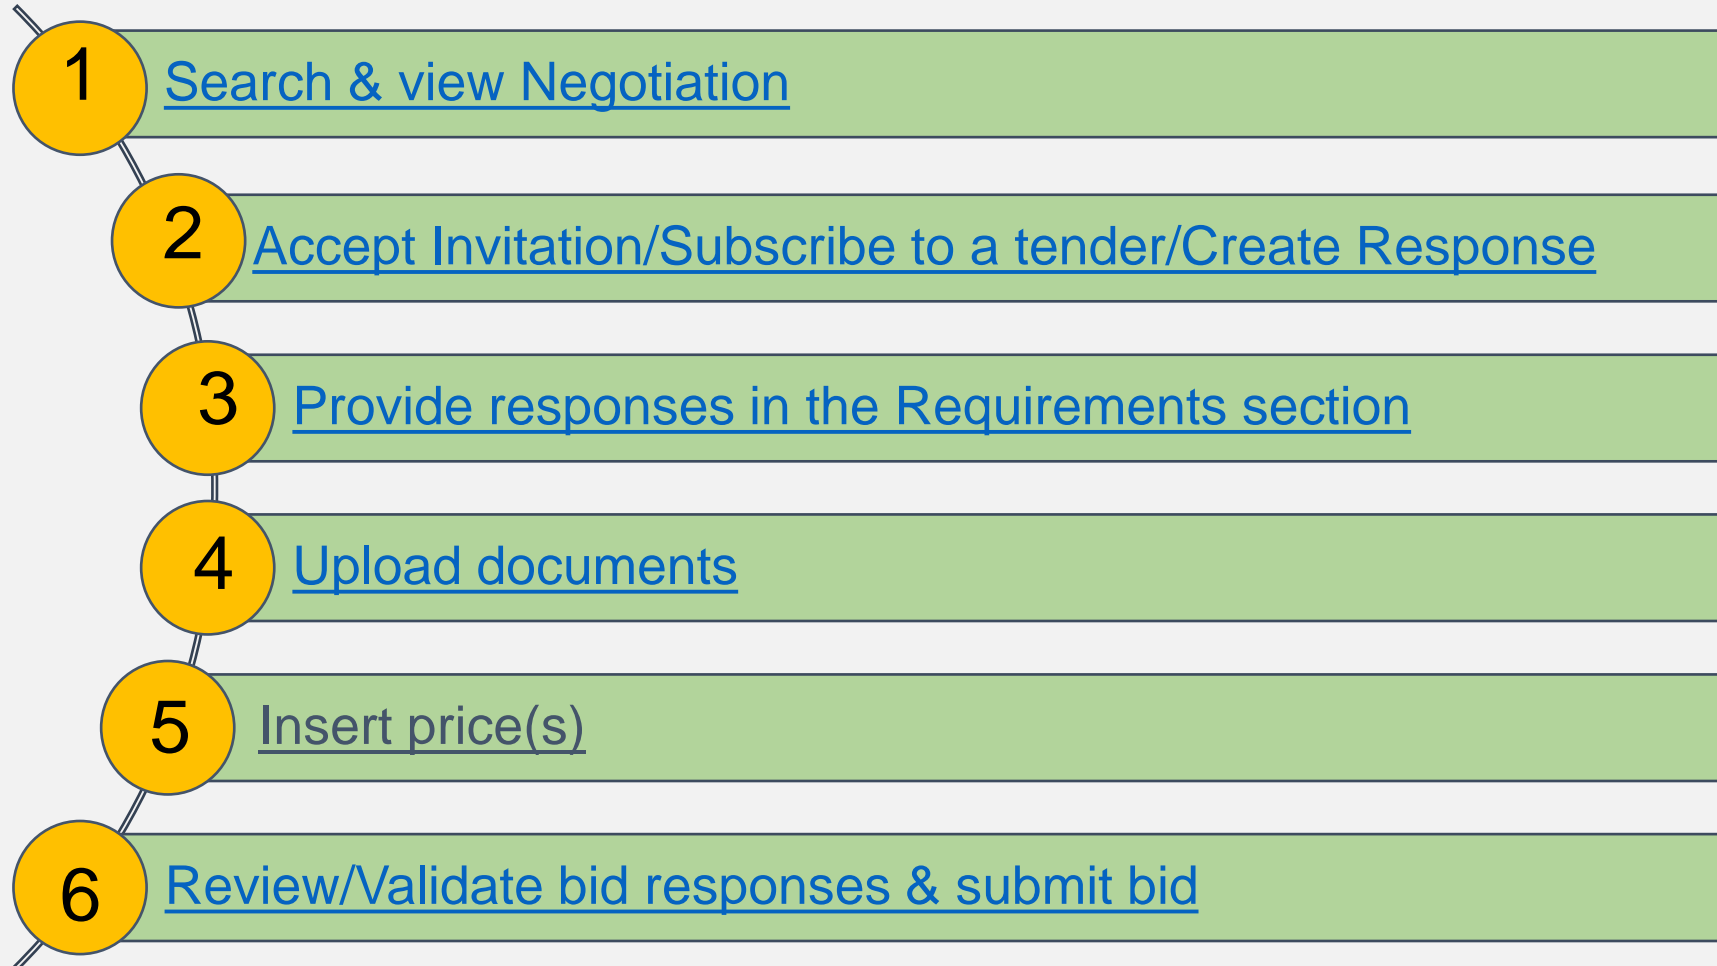 1 Search & view Negotiation
2 Accept Invitation/Subscribe to a tender/Create Response
3 Provide responses in the Requirements section
4 Upload documents
5 Insert price(s)
6 Review/Validate bid responses & submit bid